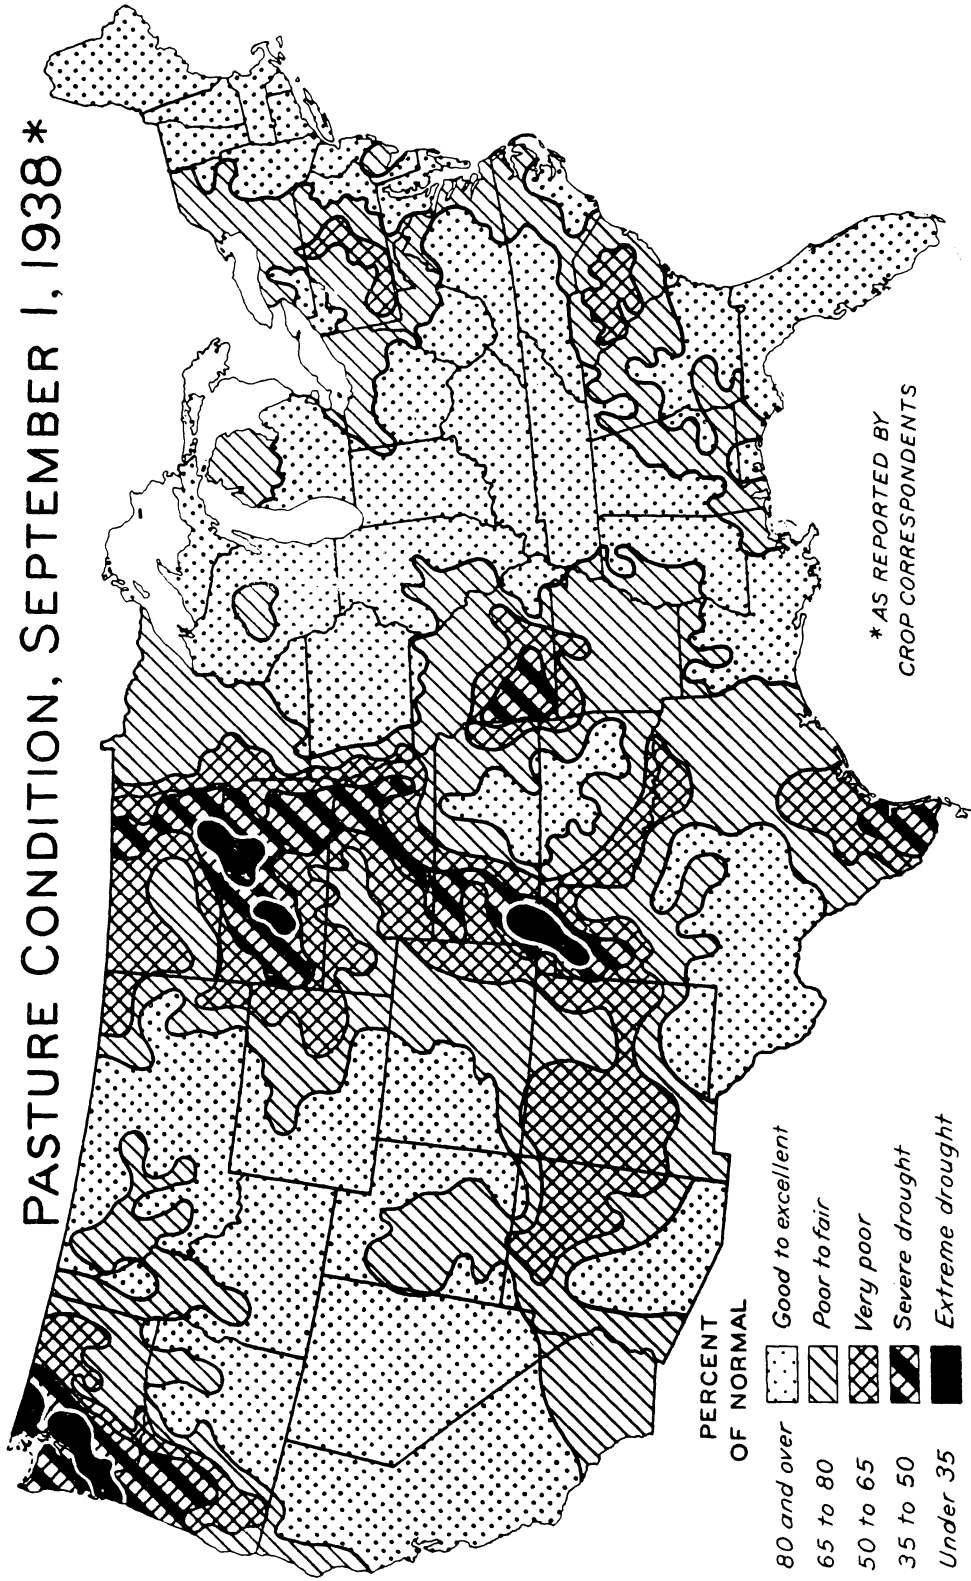 PASTURE CONDITION, SEPTEMBER 1, 1938*
* AS REPORTED BY
CROP CORRESPONDENTS
PERCENT
OF NORMAL
80 and over Good to excellent
65 to 80 Poor to fair
50 to 65 Very poor
35 to 50 Severe drought
Under 35 Extreme drought